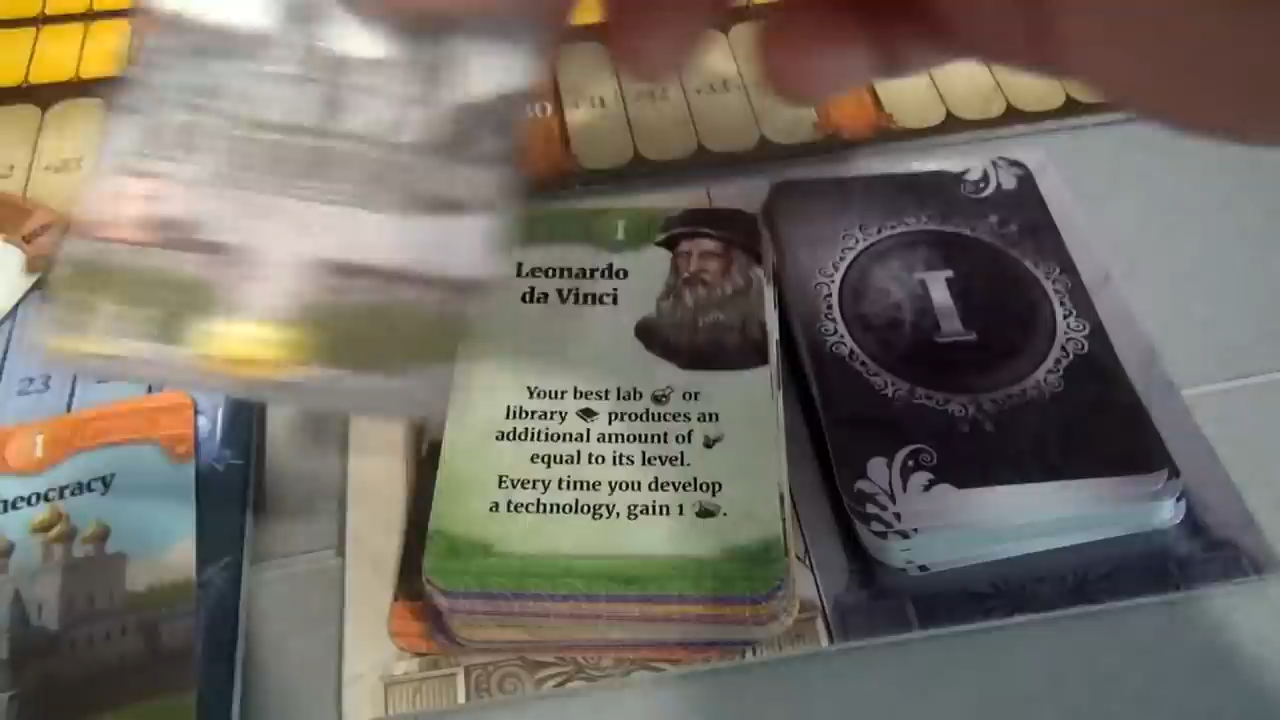 I
Leonardo
da Vinci
Your best lab or
library produces an
additional amount of
equal to its level.
Every time you develop
a technology, gain 1 .
I
23
I
heocracy